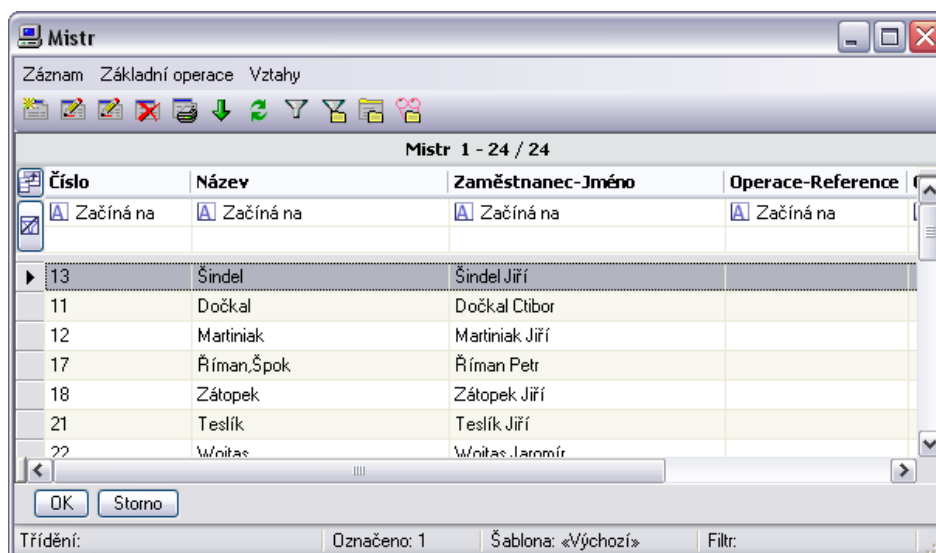 Mistr
Záznam Základní operace Vztahy
Mistr 1 - 24 / 24
Číslo Název Zaměstnanec-Jméno Operace-Reference
Začíná na Začíná na Začíná na Začíná na
13 Šindel Šindel Jiří
11 Dočkal Dočkal Ctibor
12 Martiniak Martiniak Jiří
17 Říman,Špok Říman Petr
18 Zátopek Zátopek Jiří
21 Teslík Teslík Jiří
22 Wojtas Wojtas Jaromír
OK Storno
Třídění: Označeno: 1 Šablona: «Výchozí» Filtr: